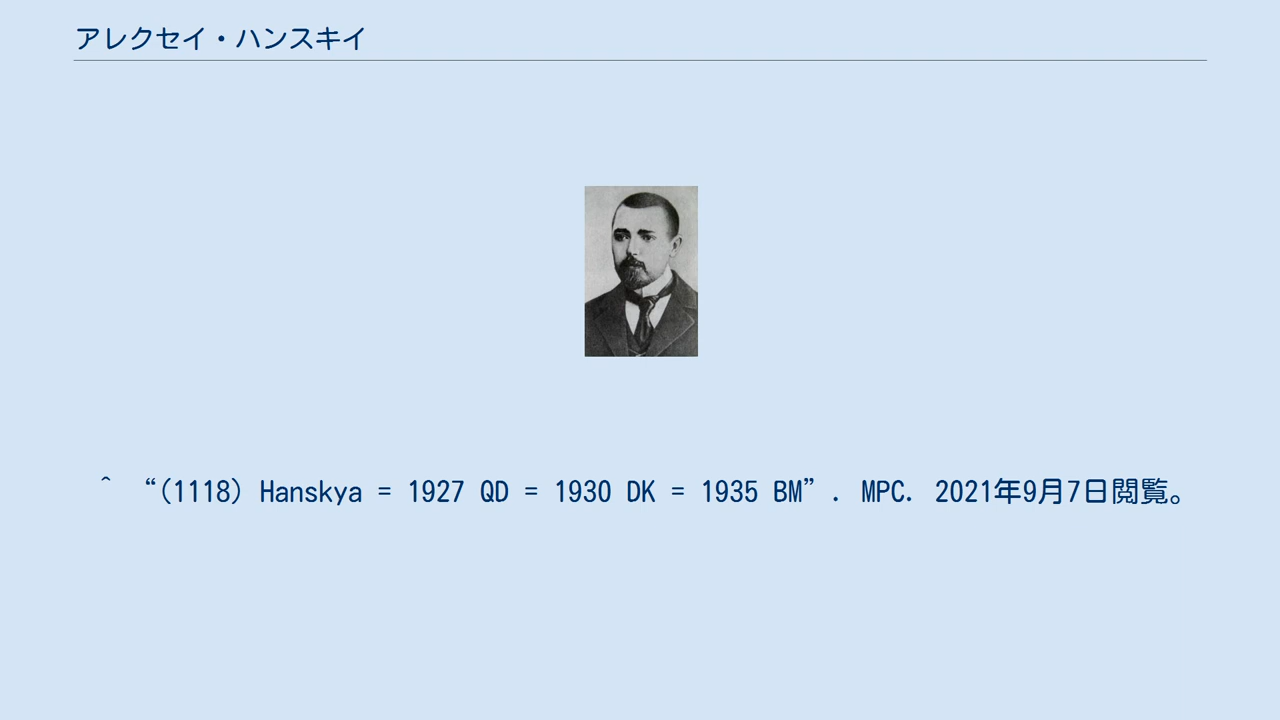 アレクセイ・ハンスキイ
^ “(1118) Hanskya = 1927 QD = 1930 DK = 1935 BM”. MPC. 2021年9月7日閲覧。